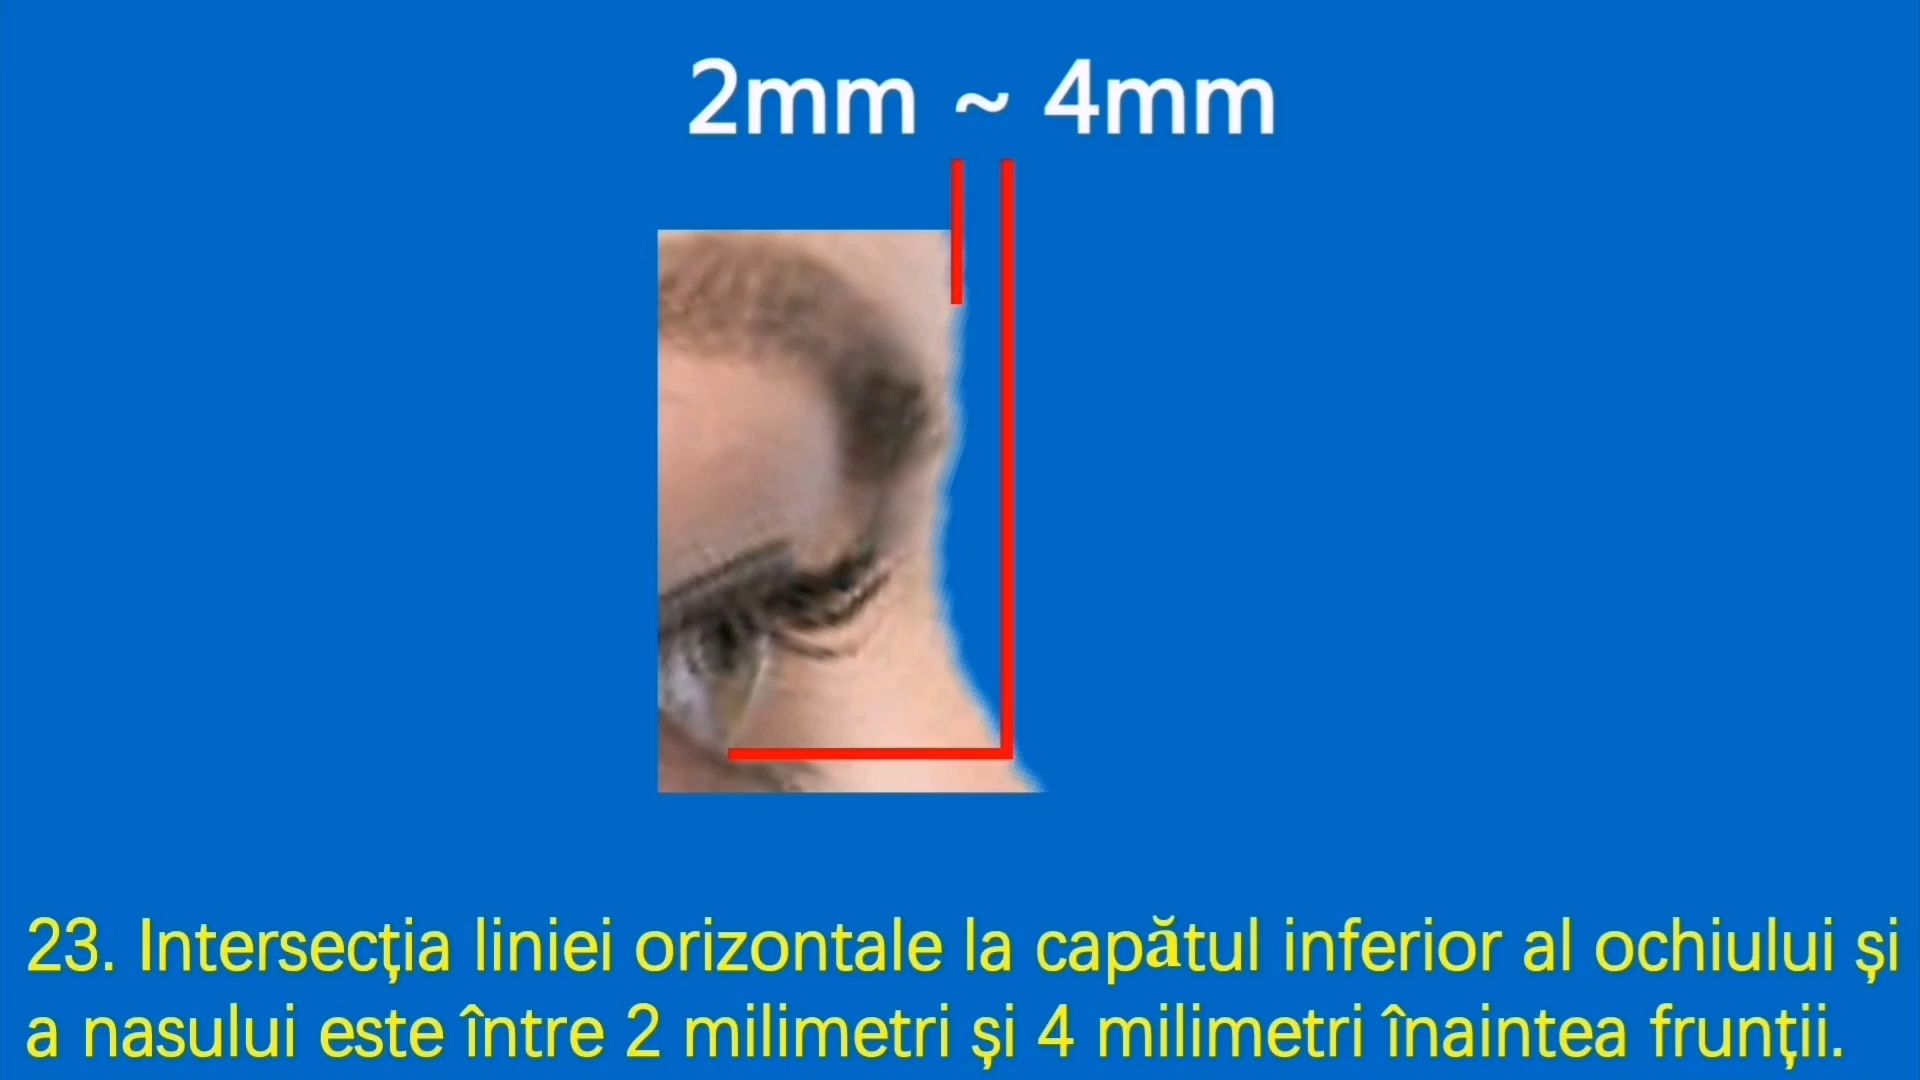 2mm ~ 4mm
23. Intersecția liniei orizontale la capătul inferior al ochiului și
a nasului este între 2 milimetri și 4 milimetri înaintea frunții.